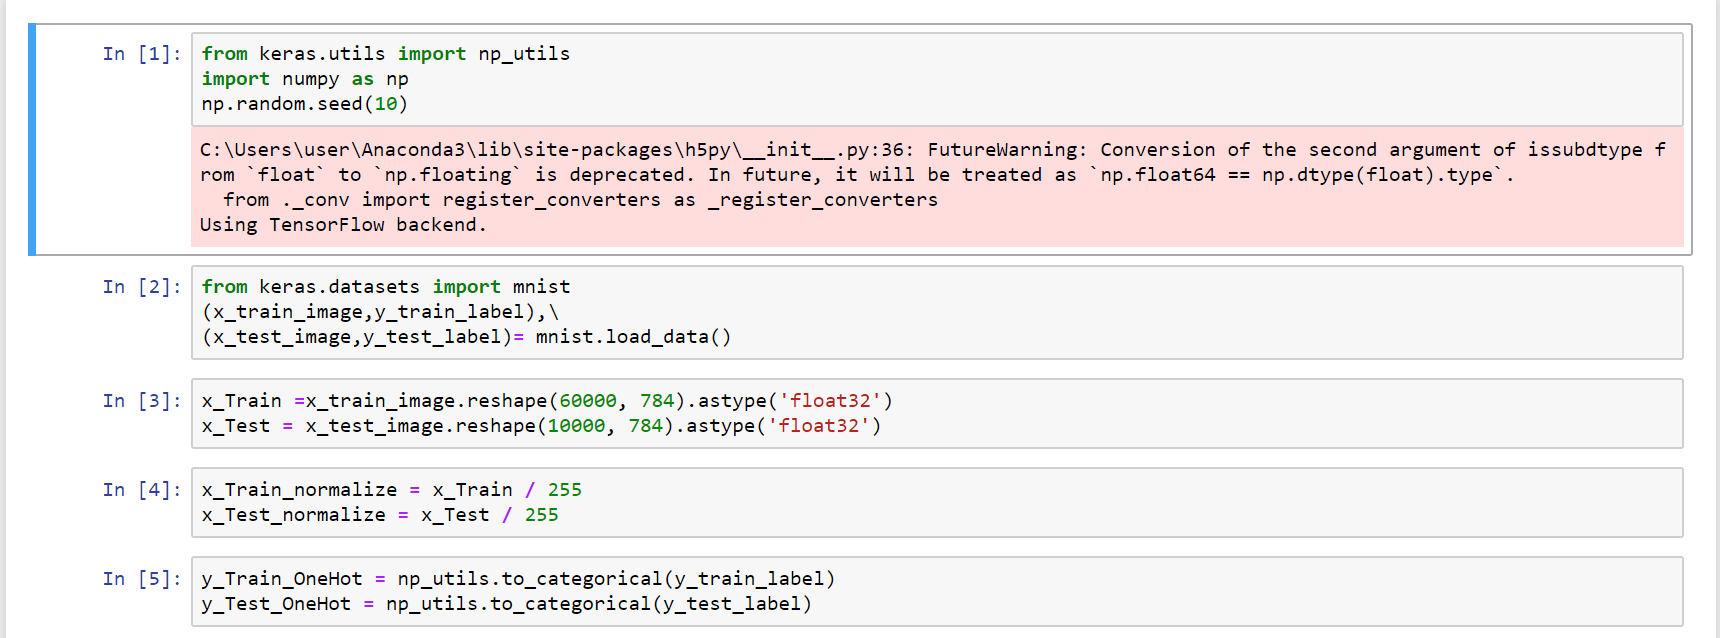 In [1]: from keras.utils import np_utils
import numpy as np
np.random.seed(10)
C:\Users\user\Anaconda3\lib\site-packages\h5py\__init__.py:36: FutureWarning: Conversion of the second argument of issubdtype f
rom `float` to `np.floating` is deprecated. In future, it will be treated as `np.float64 == np.dtype(float).type`.
  from ._conv import register_converters as _register_converters
Using TensorFlow backend.
In [2]: from keras.datasets import mnist
(x_train_image,y_train_label),\
(x_test_image,y_test_label)= mnist.load_data()
In [3]: x_Train =x_train_image.reshape(60000, 784).astype('float32')
x_Test = x_test_image.reshape(10000, 784).astype('float32')
In [4]: x_Train_normalize = x_Train / 255
x_Test_normalize = x_Test / 255
In [5]: y_Train_OneHot = np_utils.to_categorical(y_train_label)
y_Test_OneHot = np_utils.to_categorical(y_test_label)